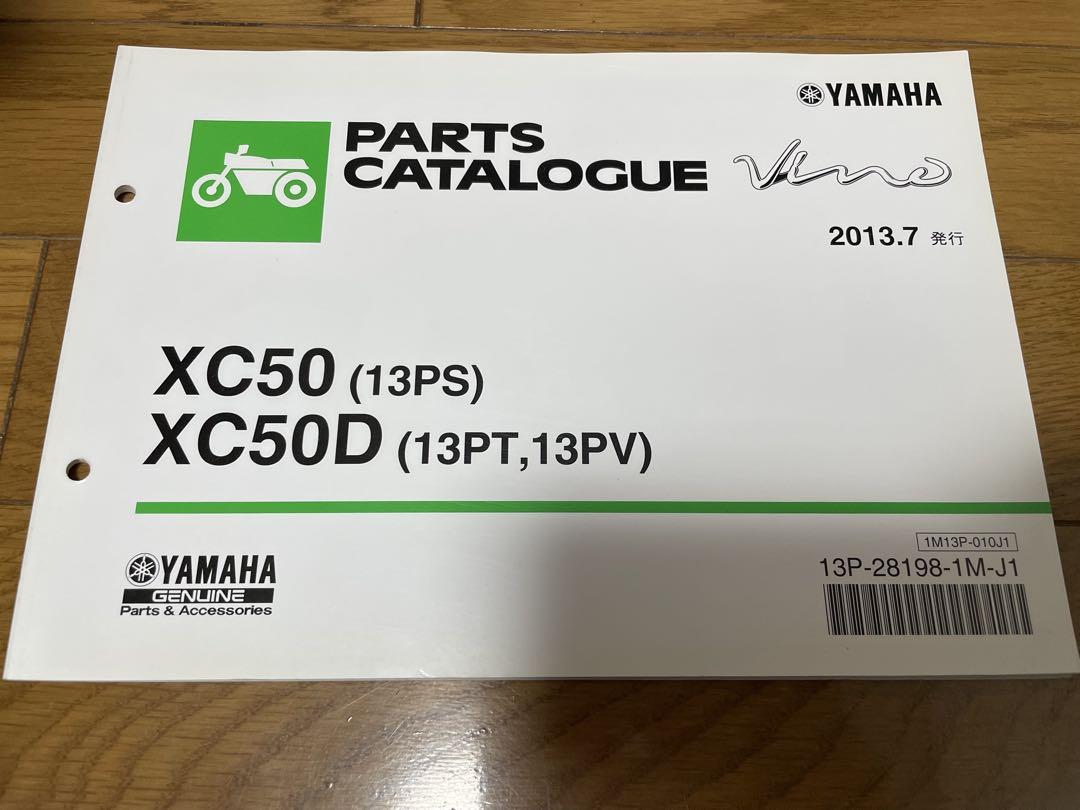 YAMAHA
PARTS
CATALOGUE
Vino
2013.7 発行
XC50 (13PS)
XC50D (13PT,13PV)
1M13P-010J1
13P-28198-1M-J1
YAMAHA
GENUINE
Parts & Accessories